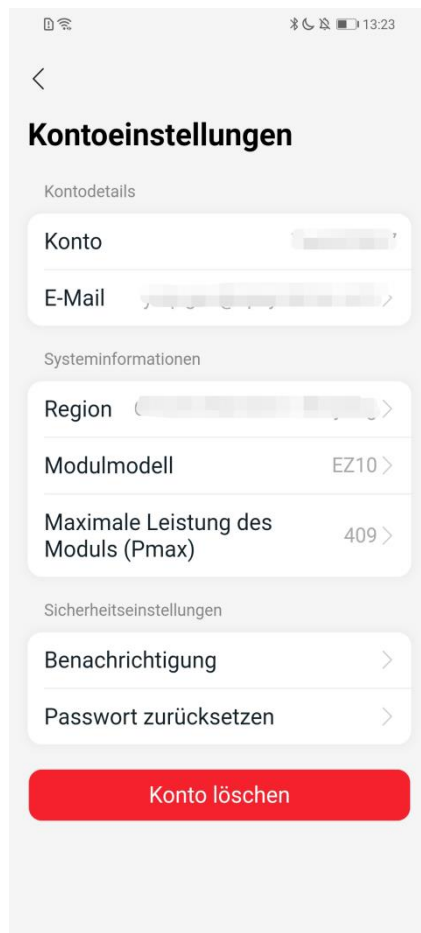 13:23
Kontoeinstellungen
Kontodetails
Konto
E-Mail
Systeminformationen
Region
Modulmodell EZ10
Maximale Leistung des
Moduls (Pmax) 409
Sicherheitseinstellungen
Benachrichtigung
Passwort zurücksetzen
Konto löschen